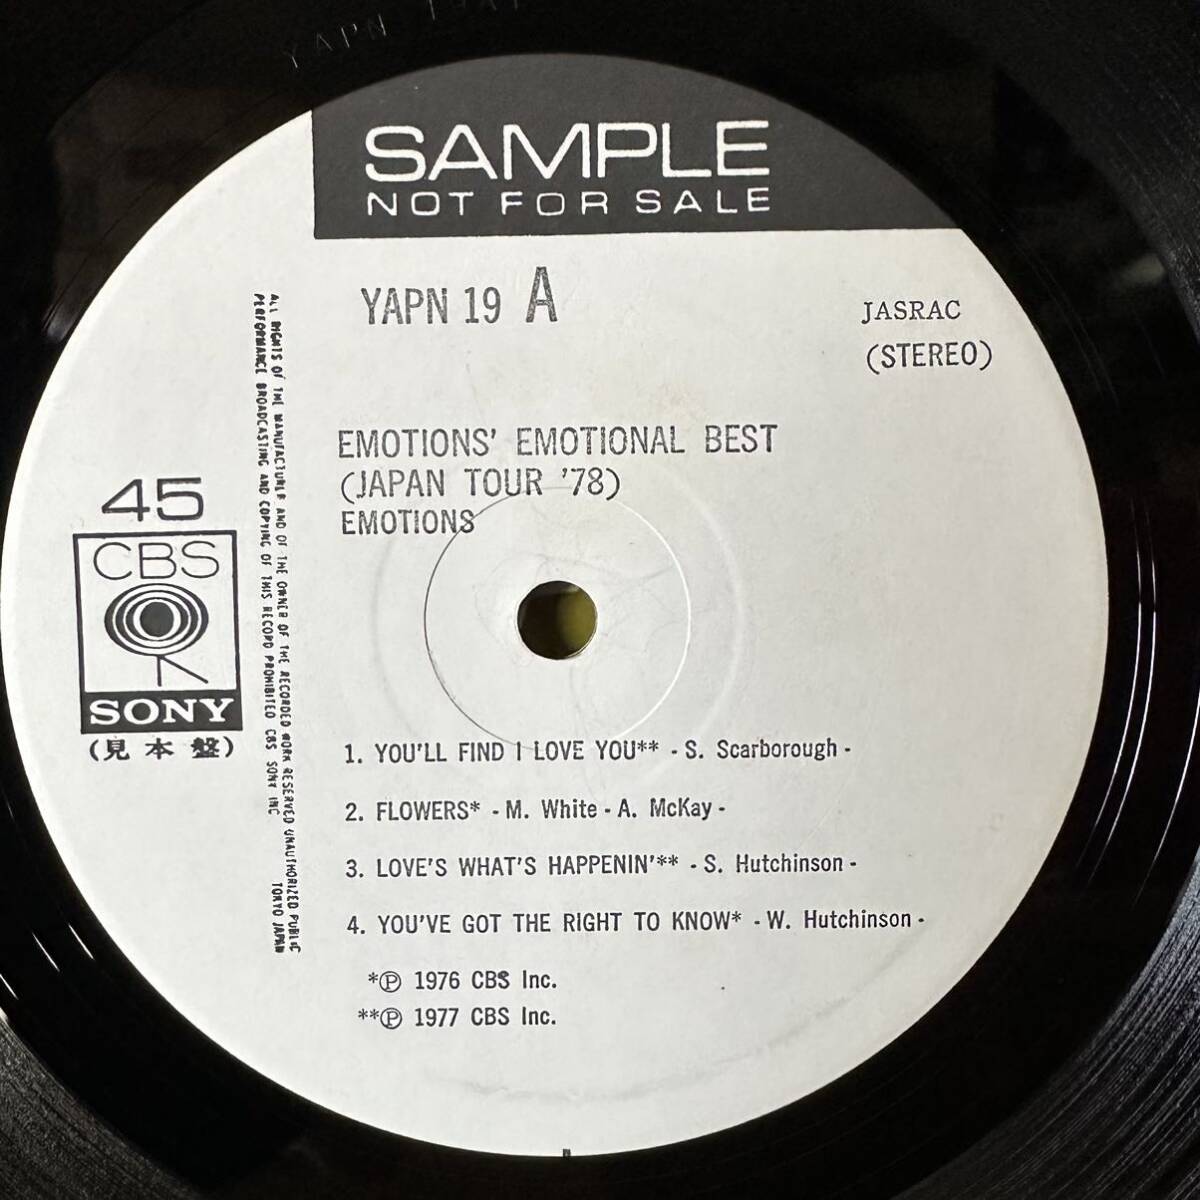 YAPN
SAMPLE
NOT FOR SALE
YAPN 19 A
JASRAC
(STEREO)
EMOTIONS' EMOTIONAL BEST
(JAPAN TOUR '78)
EMOTIONS
45
CBS
SONY
(見本盤)
ALL RIGHTS OF THE MANUFACTURER AND OF THE OWNER OF THE RECORDED WORK RESERVED UNAUTHORIZED PUBLIC
PERFORMANCE BROADCASTING AND COPYING OF THIS RECORD PROHIBITED CBS SONY INC TOKYO JAPAN
1. YOU'LL FIND I LOVE YOU** - S. Scarborough -
2. FLOWERS* - M. White - A. McKay -
3. LOVE'S WHAT'S HAPPENIN'** - S. Hutchinson -
4. YOU'VE GOT THE RIGHT TO KNOW* - W. Hutchinson -
*Ⓟ 1976 CBS Inc.
**Ⓟ 1977 CBS Inc.